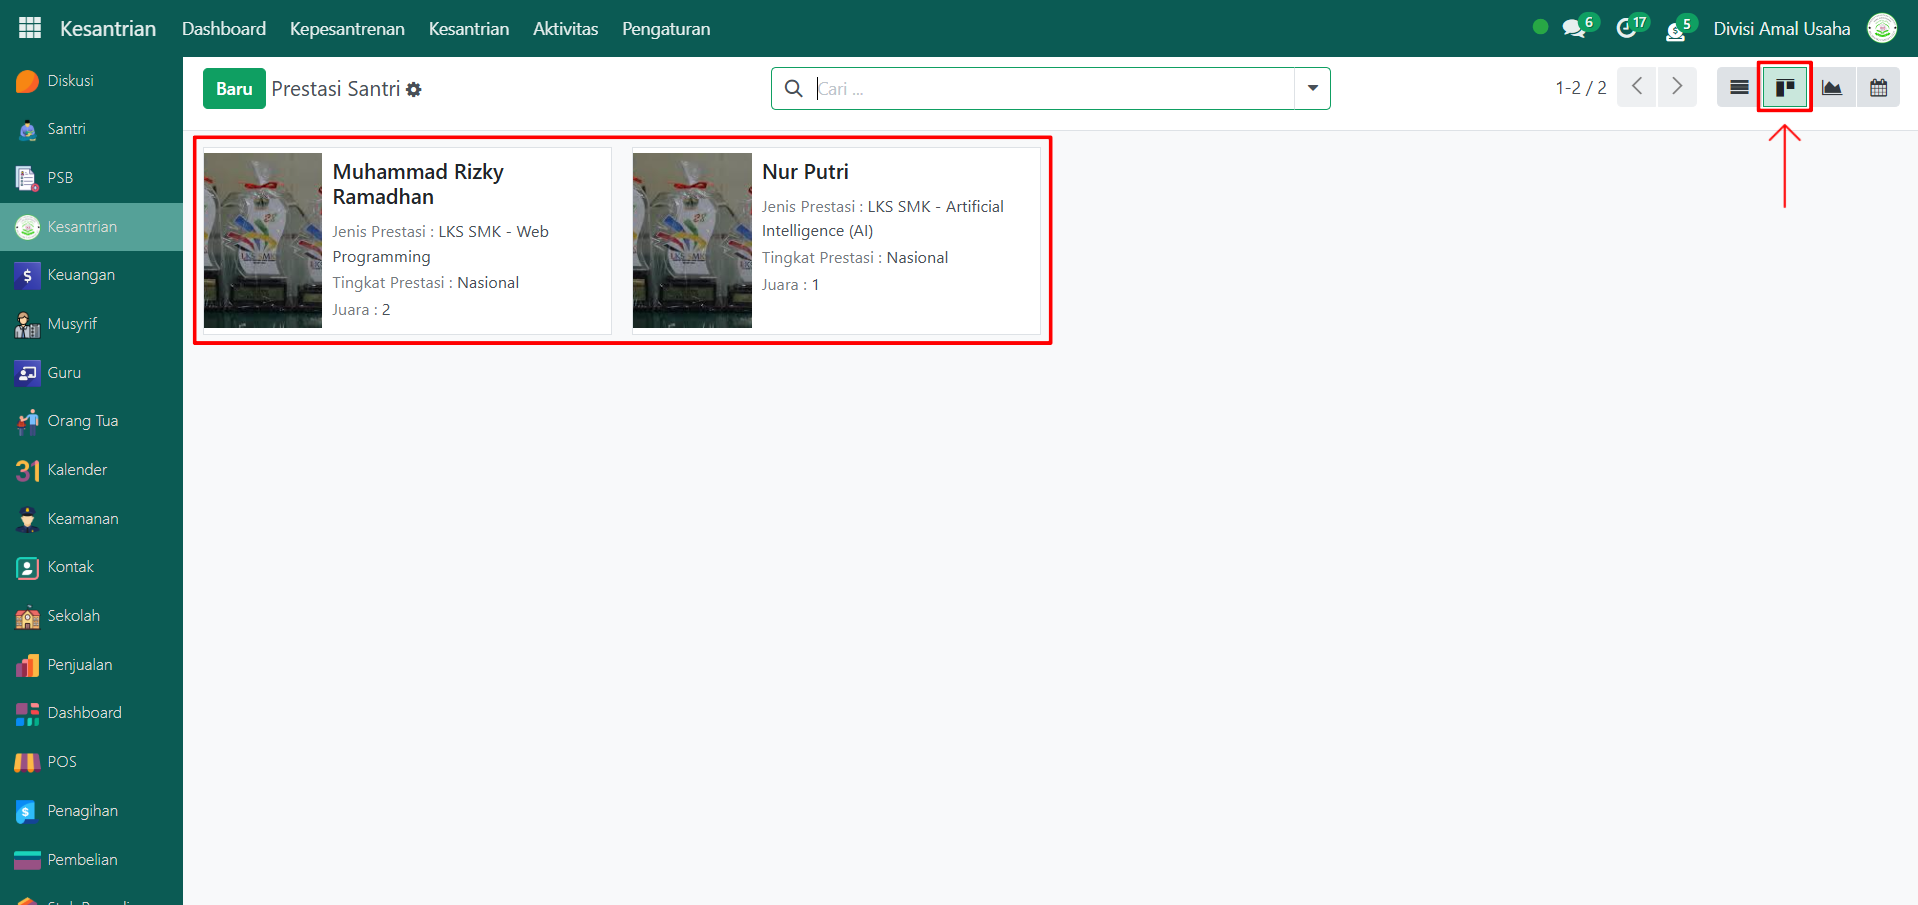 Kesantrian Dashboard Kepesantrenan Kesantrian Aktivitas Pengaturan 6 17 5 Divisi Amal Usaha
Diskusi
Santri
PSB
Kesantrian
Keuangan
Musyrif
Guru
Orang Tua
31 Kalender
Keamanan
Kontak
Sekolah
Penjualan
Dashboard
POS
Penagihan
Pembelian
Baru Prestasi Santri Cari ... 1-2 / 2
Muhammad Rizky
Ramadhan
Jenis Prestasi : LKS SMK - Web
Programming
Tingkat Prestasi : Nasional
Juara : 2
Nur Putri
Jenis Prestasi : LKS SMK - Artificial
Intelligence (AI)
Tingkat Prestasi : Nasional
Juara : 1